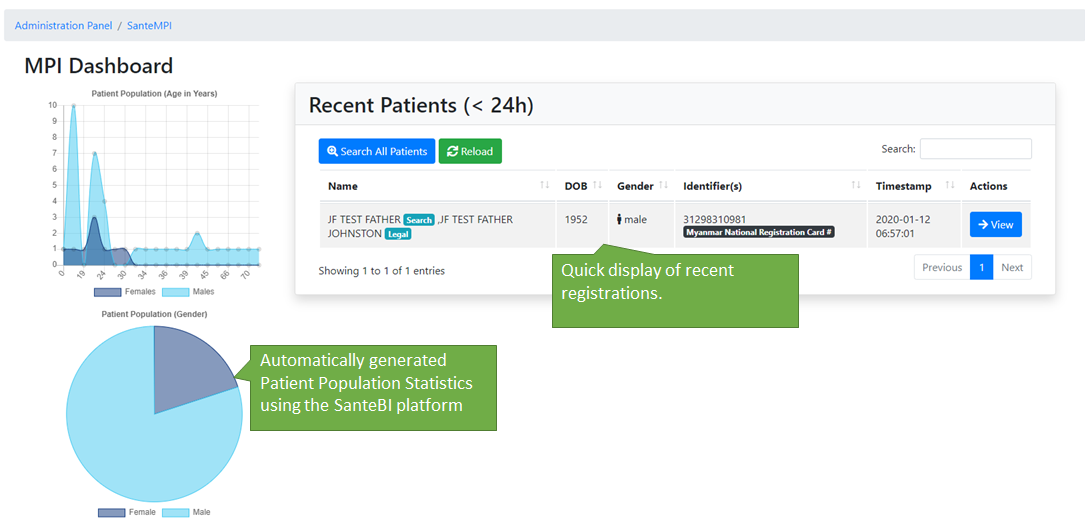 Administration Panel / SanteMPI
MPI Dashboard
Patient Population (Age in Years)
10
9
8
7
6
5
4
3
2
1
0
0 19 24 30 34 36 39 45 66 70
Females Males
Patient Population (Gender)
Female Male
Automatically generated
Patient Population Statistics
using the SanteBI platform
Recent Patients (< 24h)
Search All Patients Reload Search:
Name DOB Gender Identifier(s) Timestamp Actions
JF TEST FATHER Search ,JF TEST FATHER
JOHNSTON Legal
1952
male
31298310981
Myanmar National Registration Card #
2020-01-12
06:57:01
View
Showing 1 to 1 of 1 entries
Previous 1 Next
Quick display of recent
registrations.